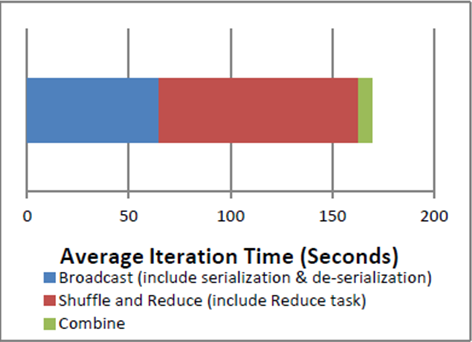 0 50 100 150 200
Average Iteration Time (Seconds)
Broadcast (include serialization & de-serialization)
Shuffle and Reduce (include Reduce task)
Combine